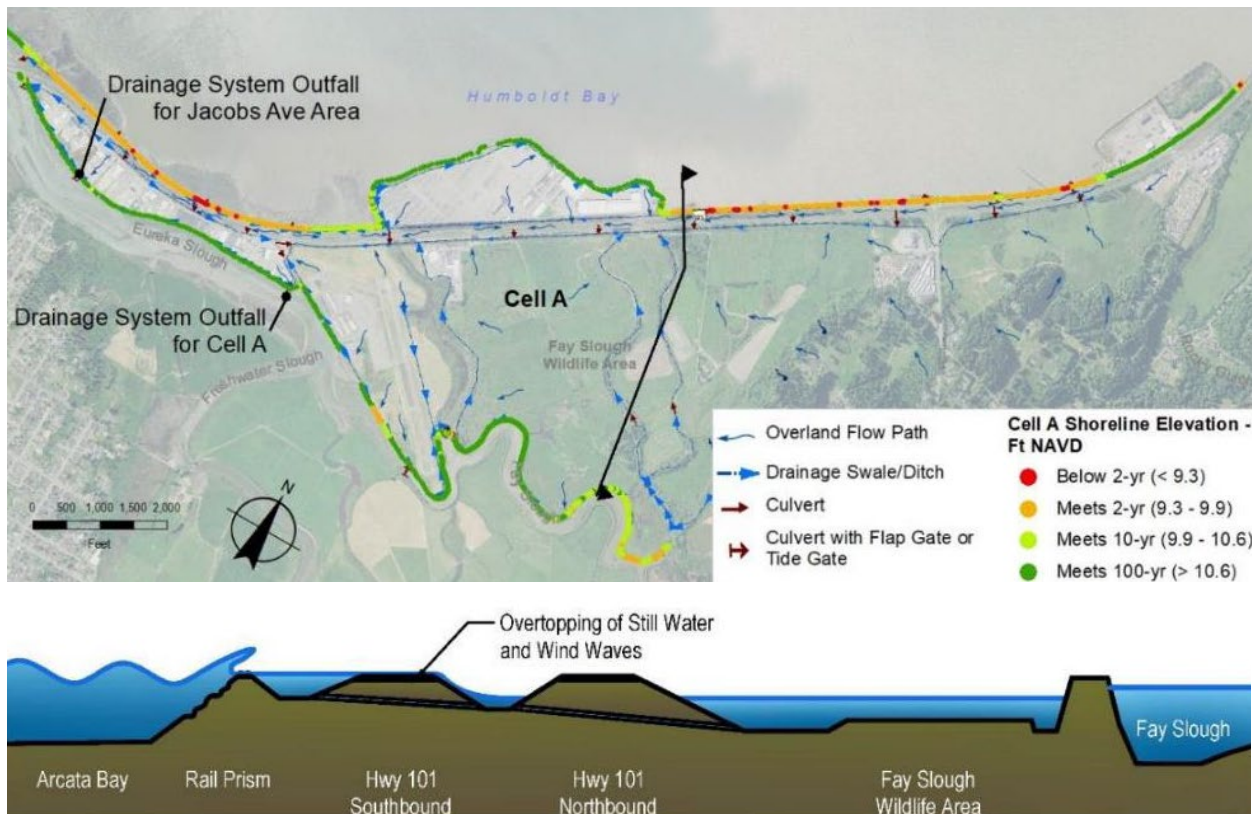 Drainage System Outfall
for Jacobs Ave Area
Humboldt Bay
Eureka Slough
Cell A
Drainage System Outfall
for Cell A
Fay Slough
Wildlife Area
Freshwater Slough
N
0 500 1,000 1,500 2,000
Feet
Overland Flow Path
Drainage Swale/Ditch
Culvert
Culvert with Flap Gate or
Tide Gate
Cell A Shoreline Elevation -
Ft NAVD
Below 2-yr (< 9.3)
Meets 2-yr (9.3 - 9.9)
Meets 10-yr (9.9 - 10.6)
Meets 100-yr (> 10.6)
Overtopping of Still Water
and Wind Waves
Fay Slough
Arcata Bay
Rail Prism
Hwy 101
Southbound
Hwy 101
Northbound
Fay Slough
Wildlife Area